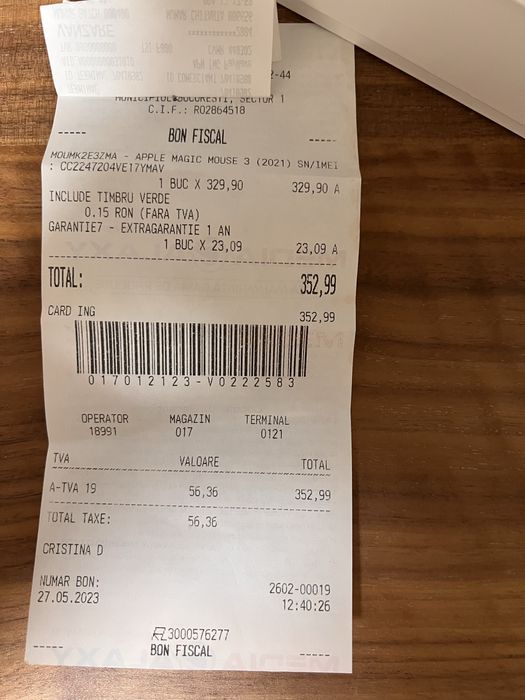 VANZARE
-44
MUNICIPIUL BUCURESTI, SECTOR 1
C.I.F.: RO2864518
----- BON FISCAL -----
MOUMK2E3ZMA - APPLE MAGIC MOUSE 3 (2021) SN/IMEI
: CC2247204VE17YMAV
1 BUC X 329,90 329,90 A
INCLUDE TIMBRU VERDE
0.15 RON (FARA TVA)
GARANTIE7 - EXTRAGARANTIE 1 AN
1 BUC X 23,09 23,09 A
TOTAL: 352,99
CARD ING 352,99
017012123-V0222583
OPERATOR MAGAZIN TERMINAL
18991 017 0121
TVA VALOARE TOTAL
A-TVA 19 56,36 352,99
TOTAL TAXE: 56,36
CRISTINA D
NUMAR BON: 2602-00019
27.05.2023 12:40:26
3000576277
----- BON FISCAL -----